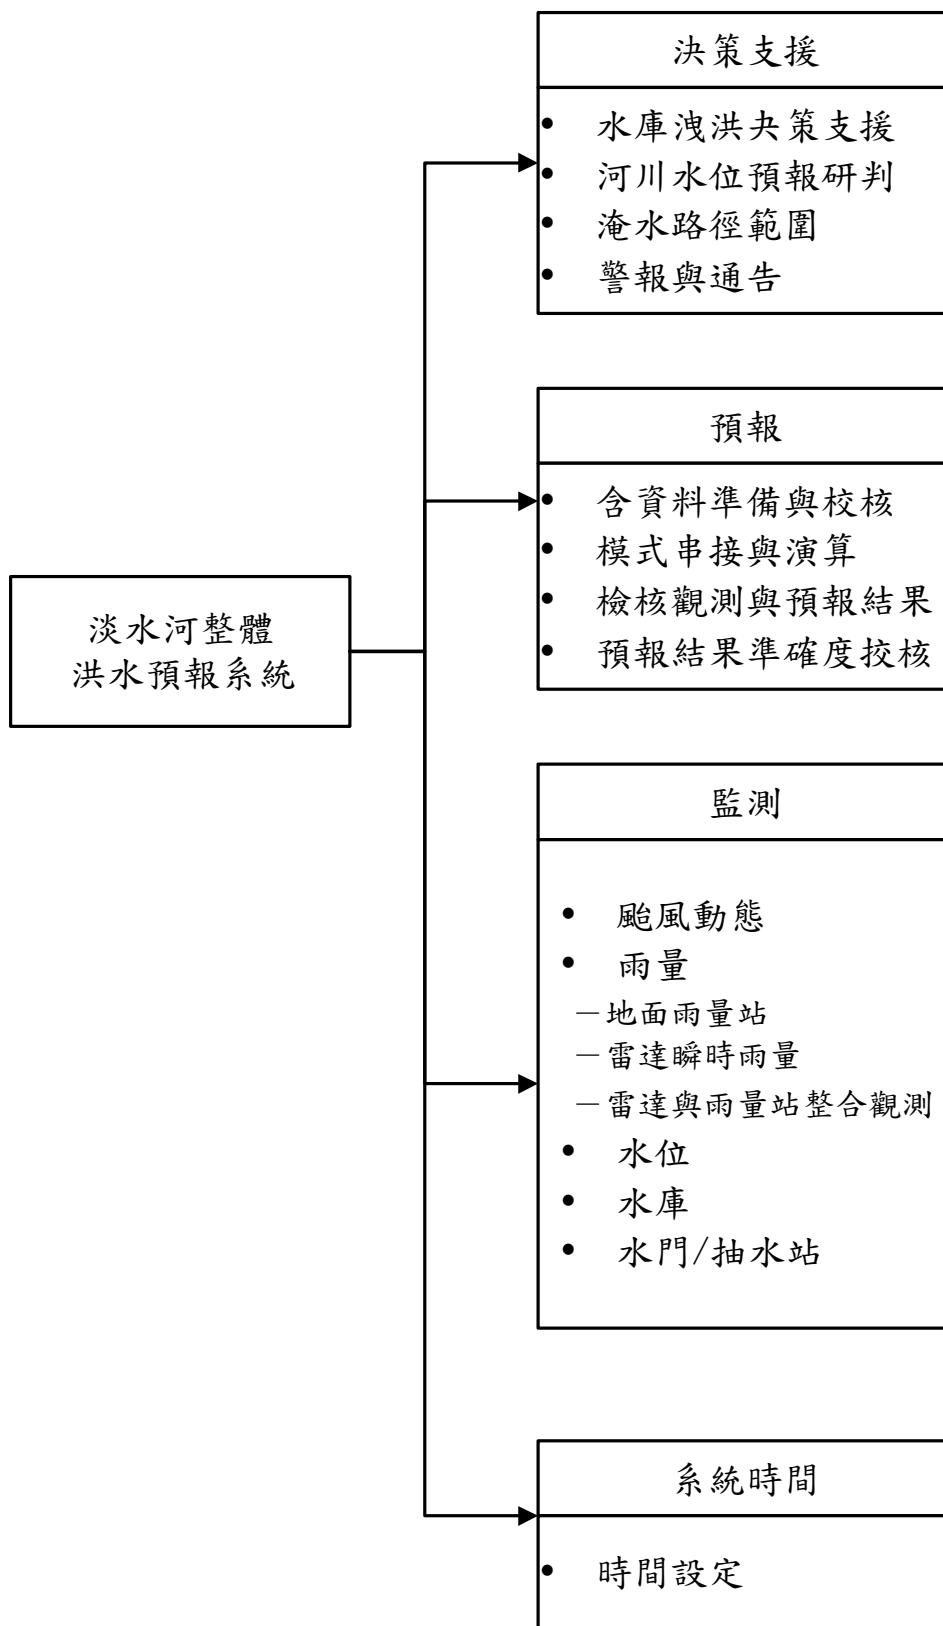 決策支援
• 水庫洩洪夬策支援
• 河川水位預報研判
• 淹水路徑範圍
• 警報與通告
預報
• 含資料準備與校核
• 模式串接與演算
• 檢核觀測與預報結果
• 預報結果準確度挍核
淡水河整體
洪水預報系統
監測
• 颱風動態
• 雨量
－地面雨量站
－雷達瞬時雨量
－雷達與雨量站整合觀測
• 水位
• 水庫
• 水門/抽水站
系統時間
• 時間設定